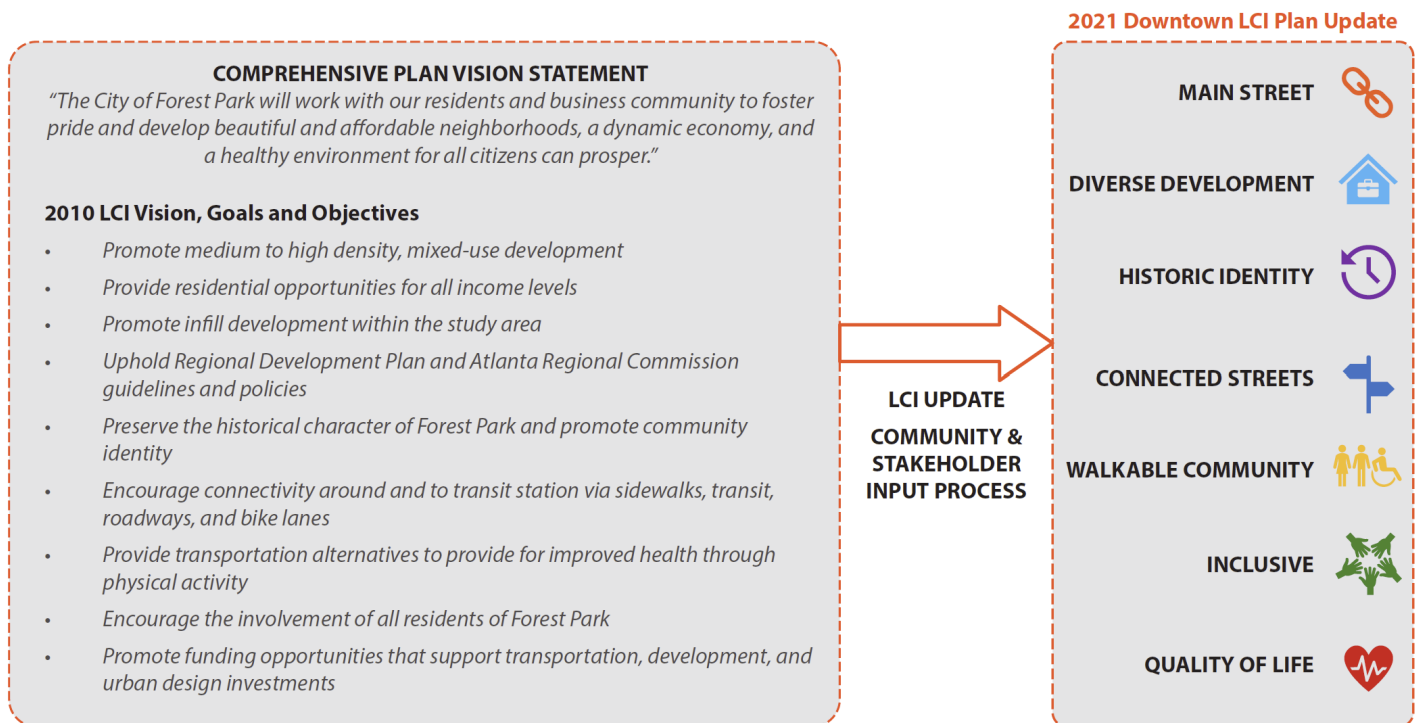 COMPREHENSIVE PLAN VISION STATEMENT
“The City of Forest Park will work with our residents and business community to foster
pride and develop beautiful and affordable neighborhoods, a dynamic economy, and
a healthy environment for all citizens can prosper.”
2010 LCI Vision, Goals and Objectives
• Promote medium to high density, mixed-use development
• Provide residential opportunities for all income levels
• Promote infill development within the study area
• Uphold Regional Development Plan and Atlanta Regional Commission
guidelines and policies
• Preserve the historical character of Forest Park and promote community
identity
• Encourage connectivity around and to transit station via sidewalks, transit,
roadways, and bike lanes
• Provide transportation alternatives to provide for improved health through
physical activity
• Encourage the involvement of all residents of Forest Park
• Promote funding opportunities that support transportation, development, and
urban design investments
LCI UPDATE
COMMUNITY &
STAKEHOLDER
INPUT PROCESS
2021 Downtown LCI Plan Update
MAIN STREET
DIVERSE DEVELOPMENT
HISTORIC IDENTITY
CONNECTED STREETS
WALKABLE COMMUNITY
INCLUSIVE
QUALITY OF LIFE